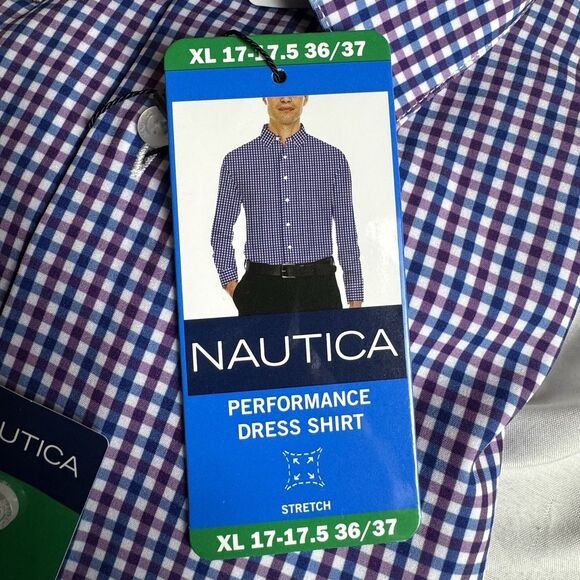 XL 17-17.5 36/37
NAUTICA
PERFORMANCE
DRESS SHIRT
STRETCH
XL 17-17.5 36/37
UTICA